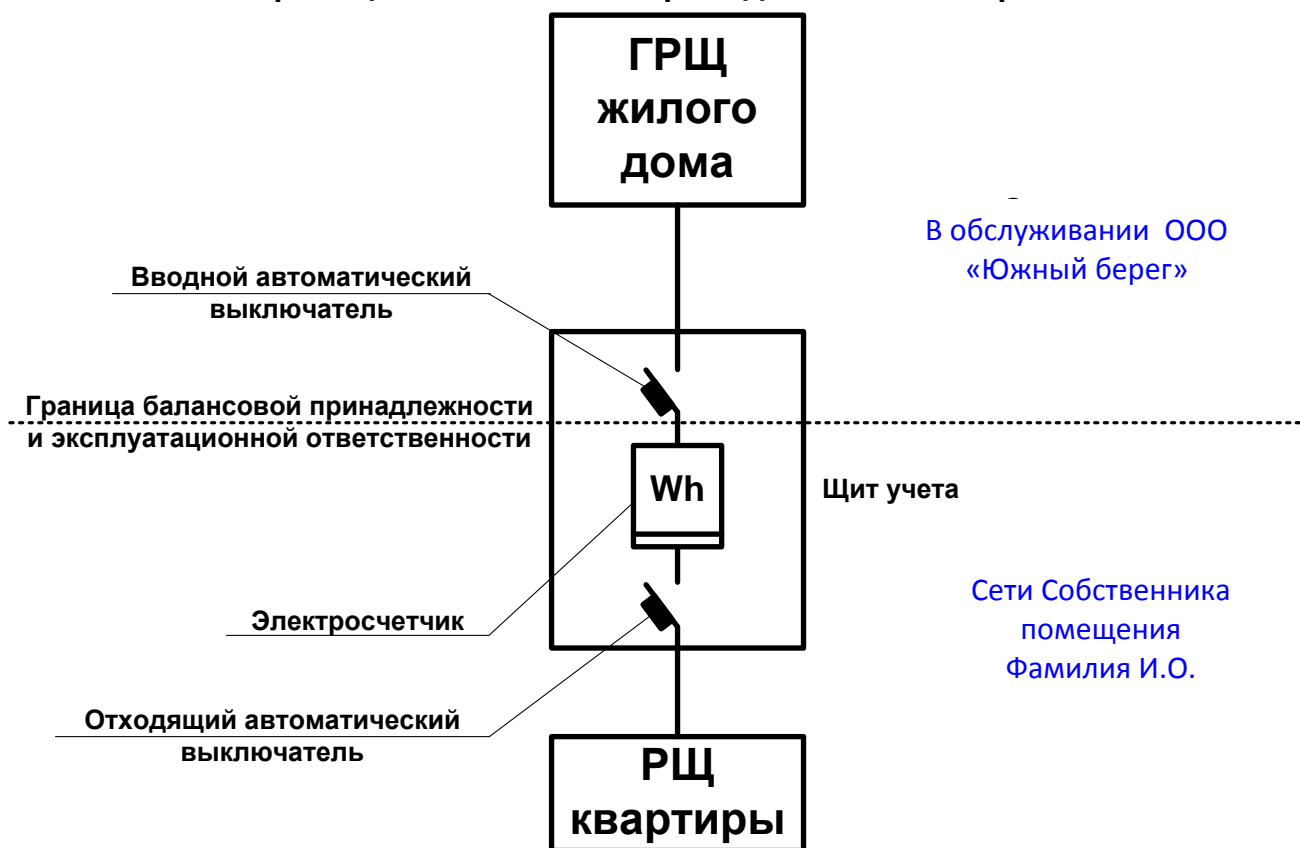 ГРЩ
жилого
дома
В обслуживании ООО
«Южный берег»
Вводной автоматический
выключатель
Граница балансовой принадлежности
и эксплуатационной ответственности
Wh
Щит учета
Электросчетчик
Сети Собственника
помещения
Фамилия И.О.
Отходящий автоматический
выключатель
РЩ
квартиры